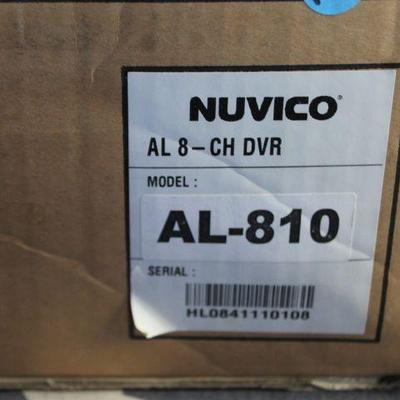 NUVICO®
AL 8-CH DVR
MODEL :
AL-810
SERIAL :
HL0841110108